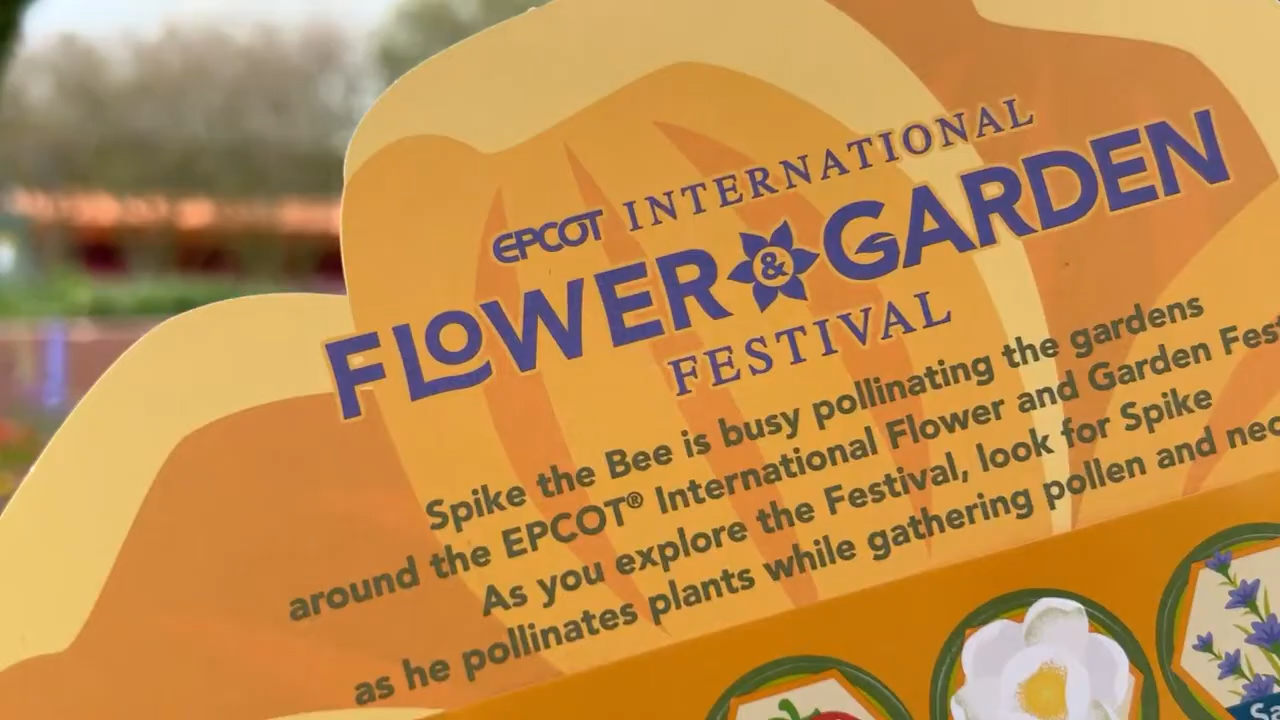 EPCOT INTERNATIONAL
FLOWER & GARDEN
FESTIVAL
Spike the Bee is busy pollinating the gardens
around the EPCOT® International Flower and Garden
As you explore the Festival, look for Spike
as he pollinates plants while gathering pollen and